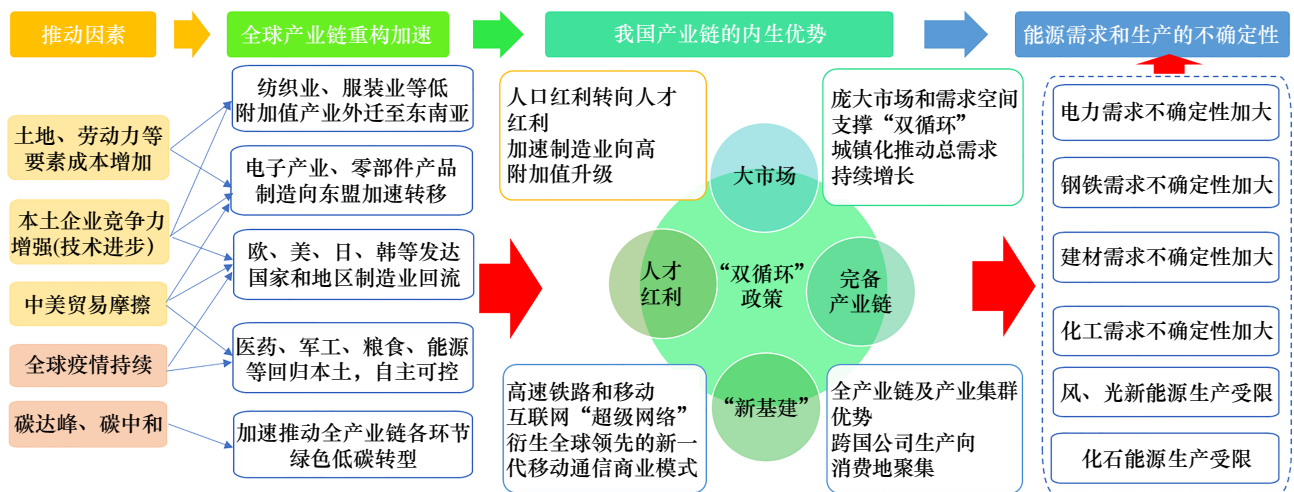 推动因素
全球产业链重构加速
我国产业链的内生优势
能源需求和生产的不确定性
土地、劳动力等
要素成本增加
本土企业竞争力
增强(技术进步）
中美贸易摩擦
全球疫情持续
碳达峰、碳中和
纺织业、服装业等低
附加值产业外迁至东南亚
电子产业、零部件产品
制造向东盟加速转移
欧、美、日、韩等发达
国家和地区制造业回流
医药、军工、粮食、能源
等回归本土，自主可控
加速推动全产业链各环节
绿色低碳转型
人口红利转向人才
红利
加速制造业向高
附加值升级
庞大市场和需求空间
支撑“双循环”
城镇化推动总需求
持续增长
大市场
人才
红利
“双循环”
政策
完备
产业链
“新基建”
高速铁路和移动
互联网“超级网络”
衍生全球领先的新一
代移动通信商业模式
全产业链及产业集群
优势
跨国公司生产向
消费地聚集
电力需求不确定性加大
钢铁需求不确定性加大
建材需求不确定性加大
化工需求不确定性加大
风、光新能源生产受限
化石能源生产受限